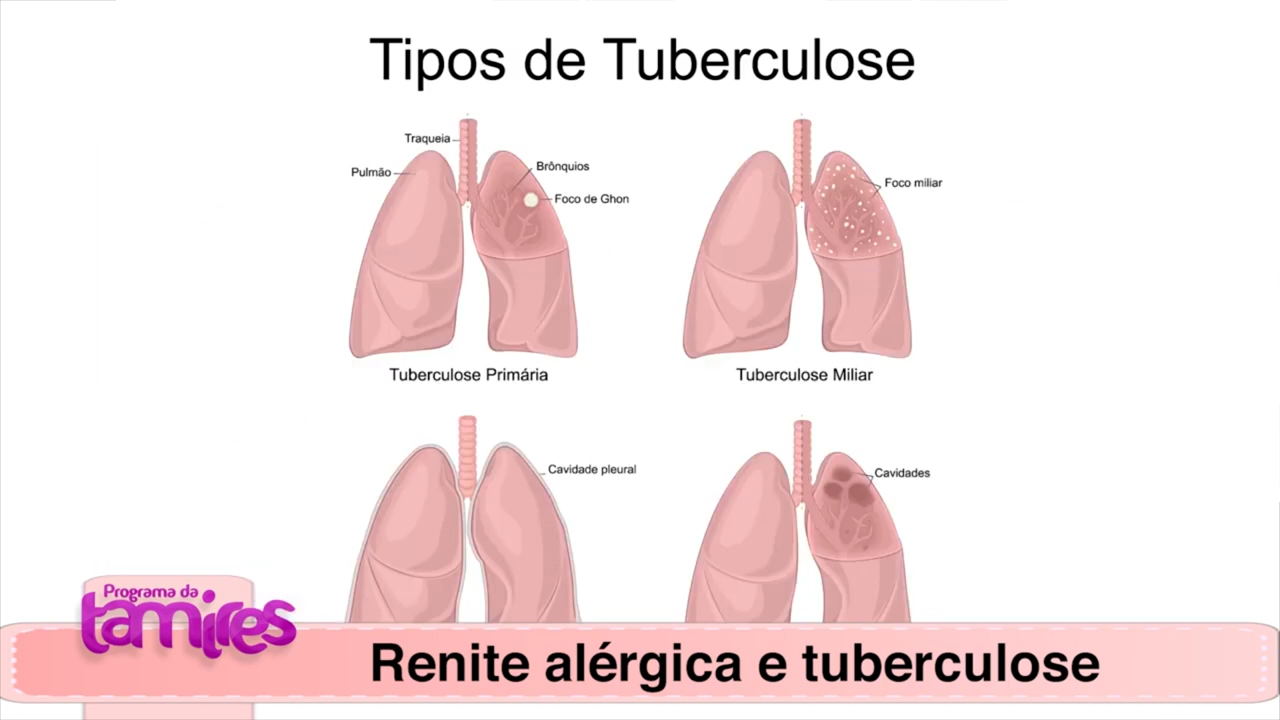 Tipos de Tuberculose
Traqueia
Pulmão
Brônquios
Foco de Ghon
Foco miliar
Tuberculose Primária
Tuberculose Miliar
Cavidade pleural
Cavidades
Programa da
tamires
Renite alérgica e tuberculose